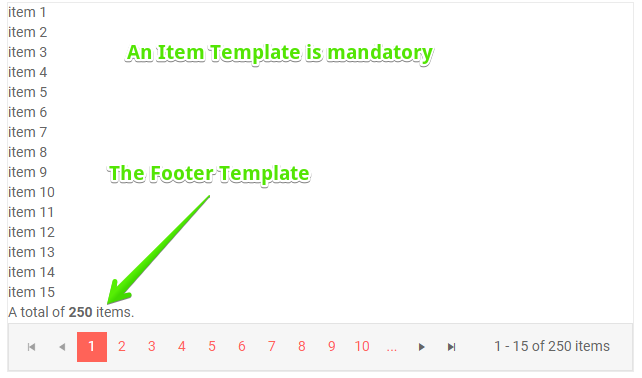 item 1
item 2
An Item Template is mandatory
item 3
item 4
item 5
item 6
item 7
item 8
The Footer Template
item 9
item 10
item 11
item 12
item 13
item 14
item 15
A total of 250 items.
1 2 3 4 5 6 7 8 9 10 ... 1 - 15 of 250 items